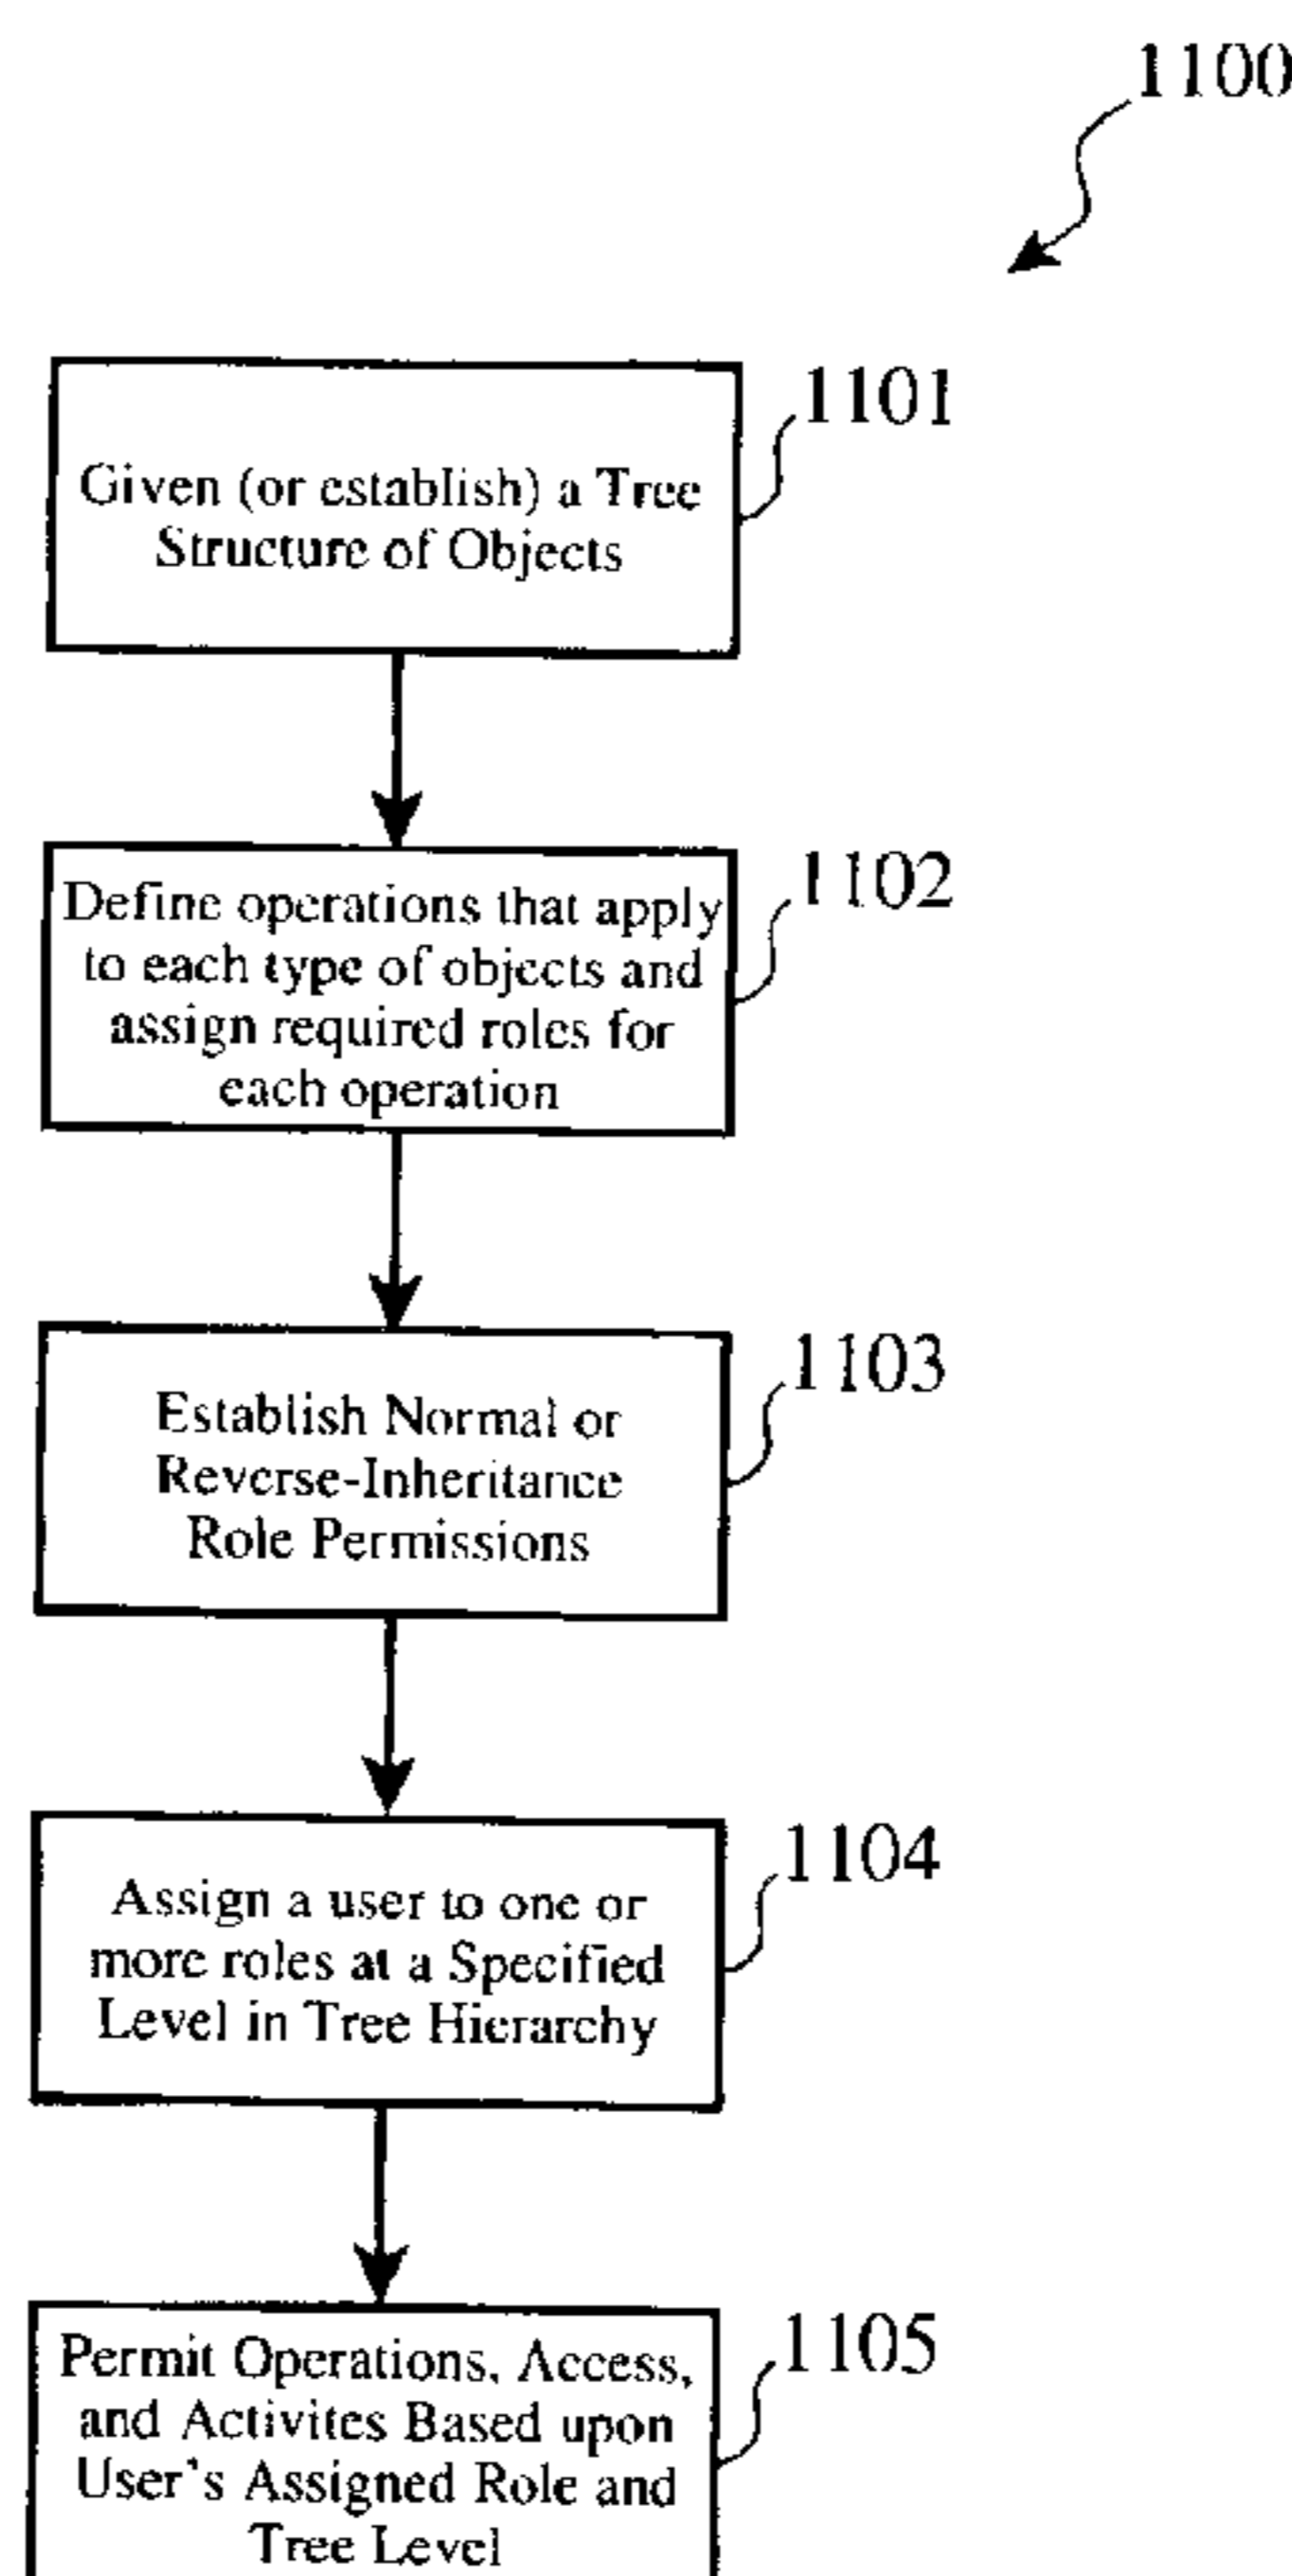 1100
1101
Given (or establish) a Tree
Structure of Objects
1102
Define operations that apply
to each type of objects and
assign required roles for
each operation
1103
Establish Normal or
Reverse-Inheritance
Role Permissions
1104
Assign a user to one or
more roles at a Specified
Level in Tree Hierarchy
1105
Permit Operations, Access,
and Activites Based upon
User's Assigned Role and
Tree Level